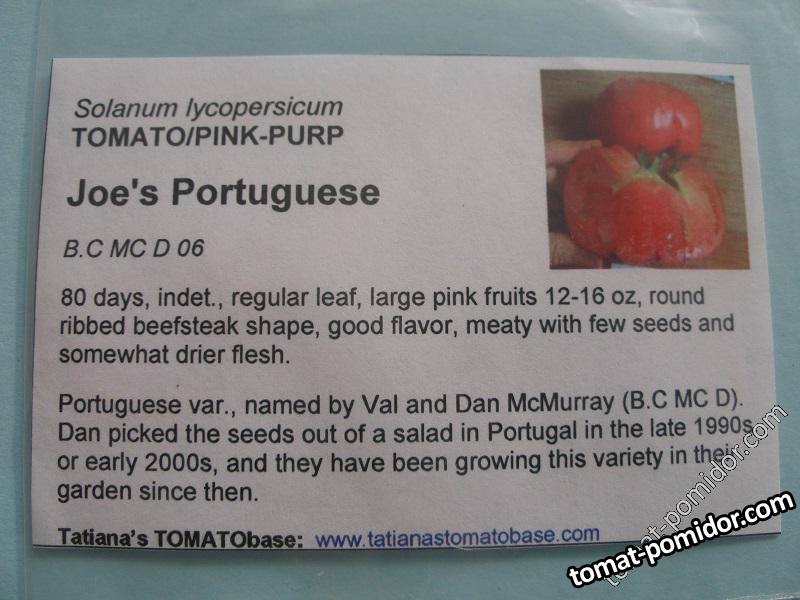 Solanum lycopersicum
TOMATO/PINK-PURP
Joe's Portuguese
B.C MC D 06
80 days, indet., regular leaf, large pink fruits 12-16 oz, round
ribbed beefsteak shape, good flavor, meaty with few seeds and
somewhat drier flesh.
Portuguese var., named by Val and Dan McMurray (B.C MC D).
Dan picked the seeds out of a salad in Portugal in the late 1990s
or early 2000s, and they have been growing this variety in their
garden since then.
Tatiana's TOMATObase: www.tatianastomatobase.com
tomat-pomidor.com
tomat-pomidor.com